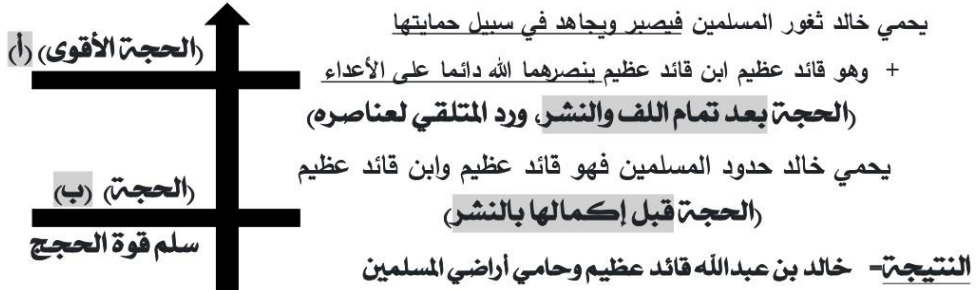 يحمي خالد ثغور المسلمين فيصبر ويجاهد في سبيل حمايتها
(الحجة الأقوى) (أ)
+ وهو قائد عظيم ابن قائد عظيم ينصرهما الله دائما على الأعداء
(الحجة بعد تمام اللف والنشر، ورد المتلقي لعناصره)
يحمي خالد حدود المسلمين فهو قائد عظيم وابن قائد عظيم
(الحجة) (ب)
(الحجة قبل إكمالها بالنشر)
سلم قوة الحجج
النتيجة- خالد بن عبدالله قائد عظيم وحامي أراضي المسلمين